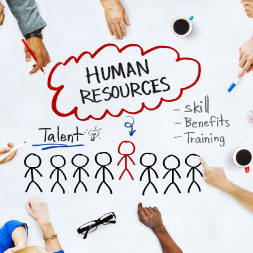 HUMAN
RESOURCES
- skill
Talent
- Benefits
- Training